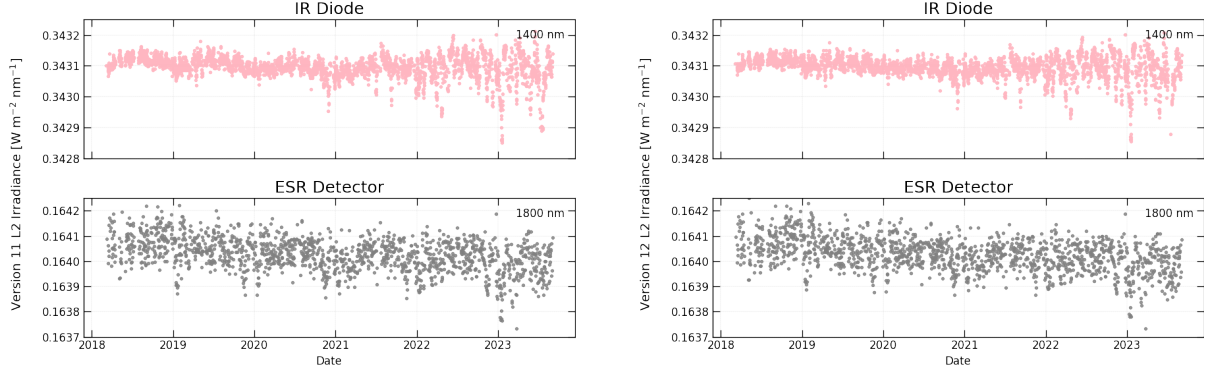 IR Diode
1400 nm
0.3432
0.3431
0.3430
0.3429
0.3428
Version 11 L2 Irradiance [W m⁻² nm⁻¹]
ESR Detector
1800 nm
0.1642
0.1641
0.1640
0.1639
0.1638
0.1637
2018 2019 2020 2021 2022 2023
Date
IR Diode
1400 nm
0.3432
0.3431
0.3430
0.3429
0.3428
Version 12 L2 Irradiance [W m⁻² nm⁻¹]
ESR Detector
1800 nm
0.1642
0.1641
0.1640
0.1639
0.1638
0.1637
2018 2019 2020 2021 2022 2023
Date